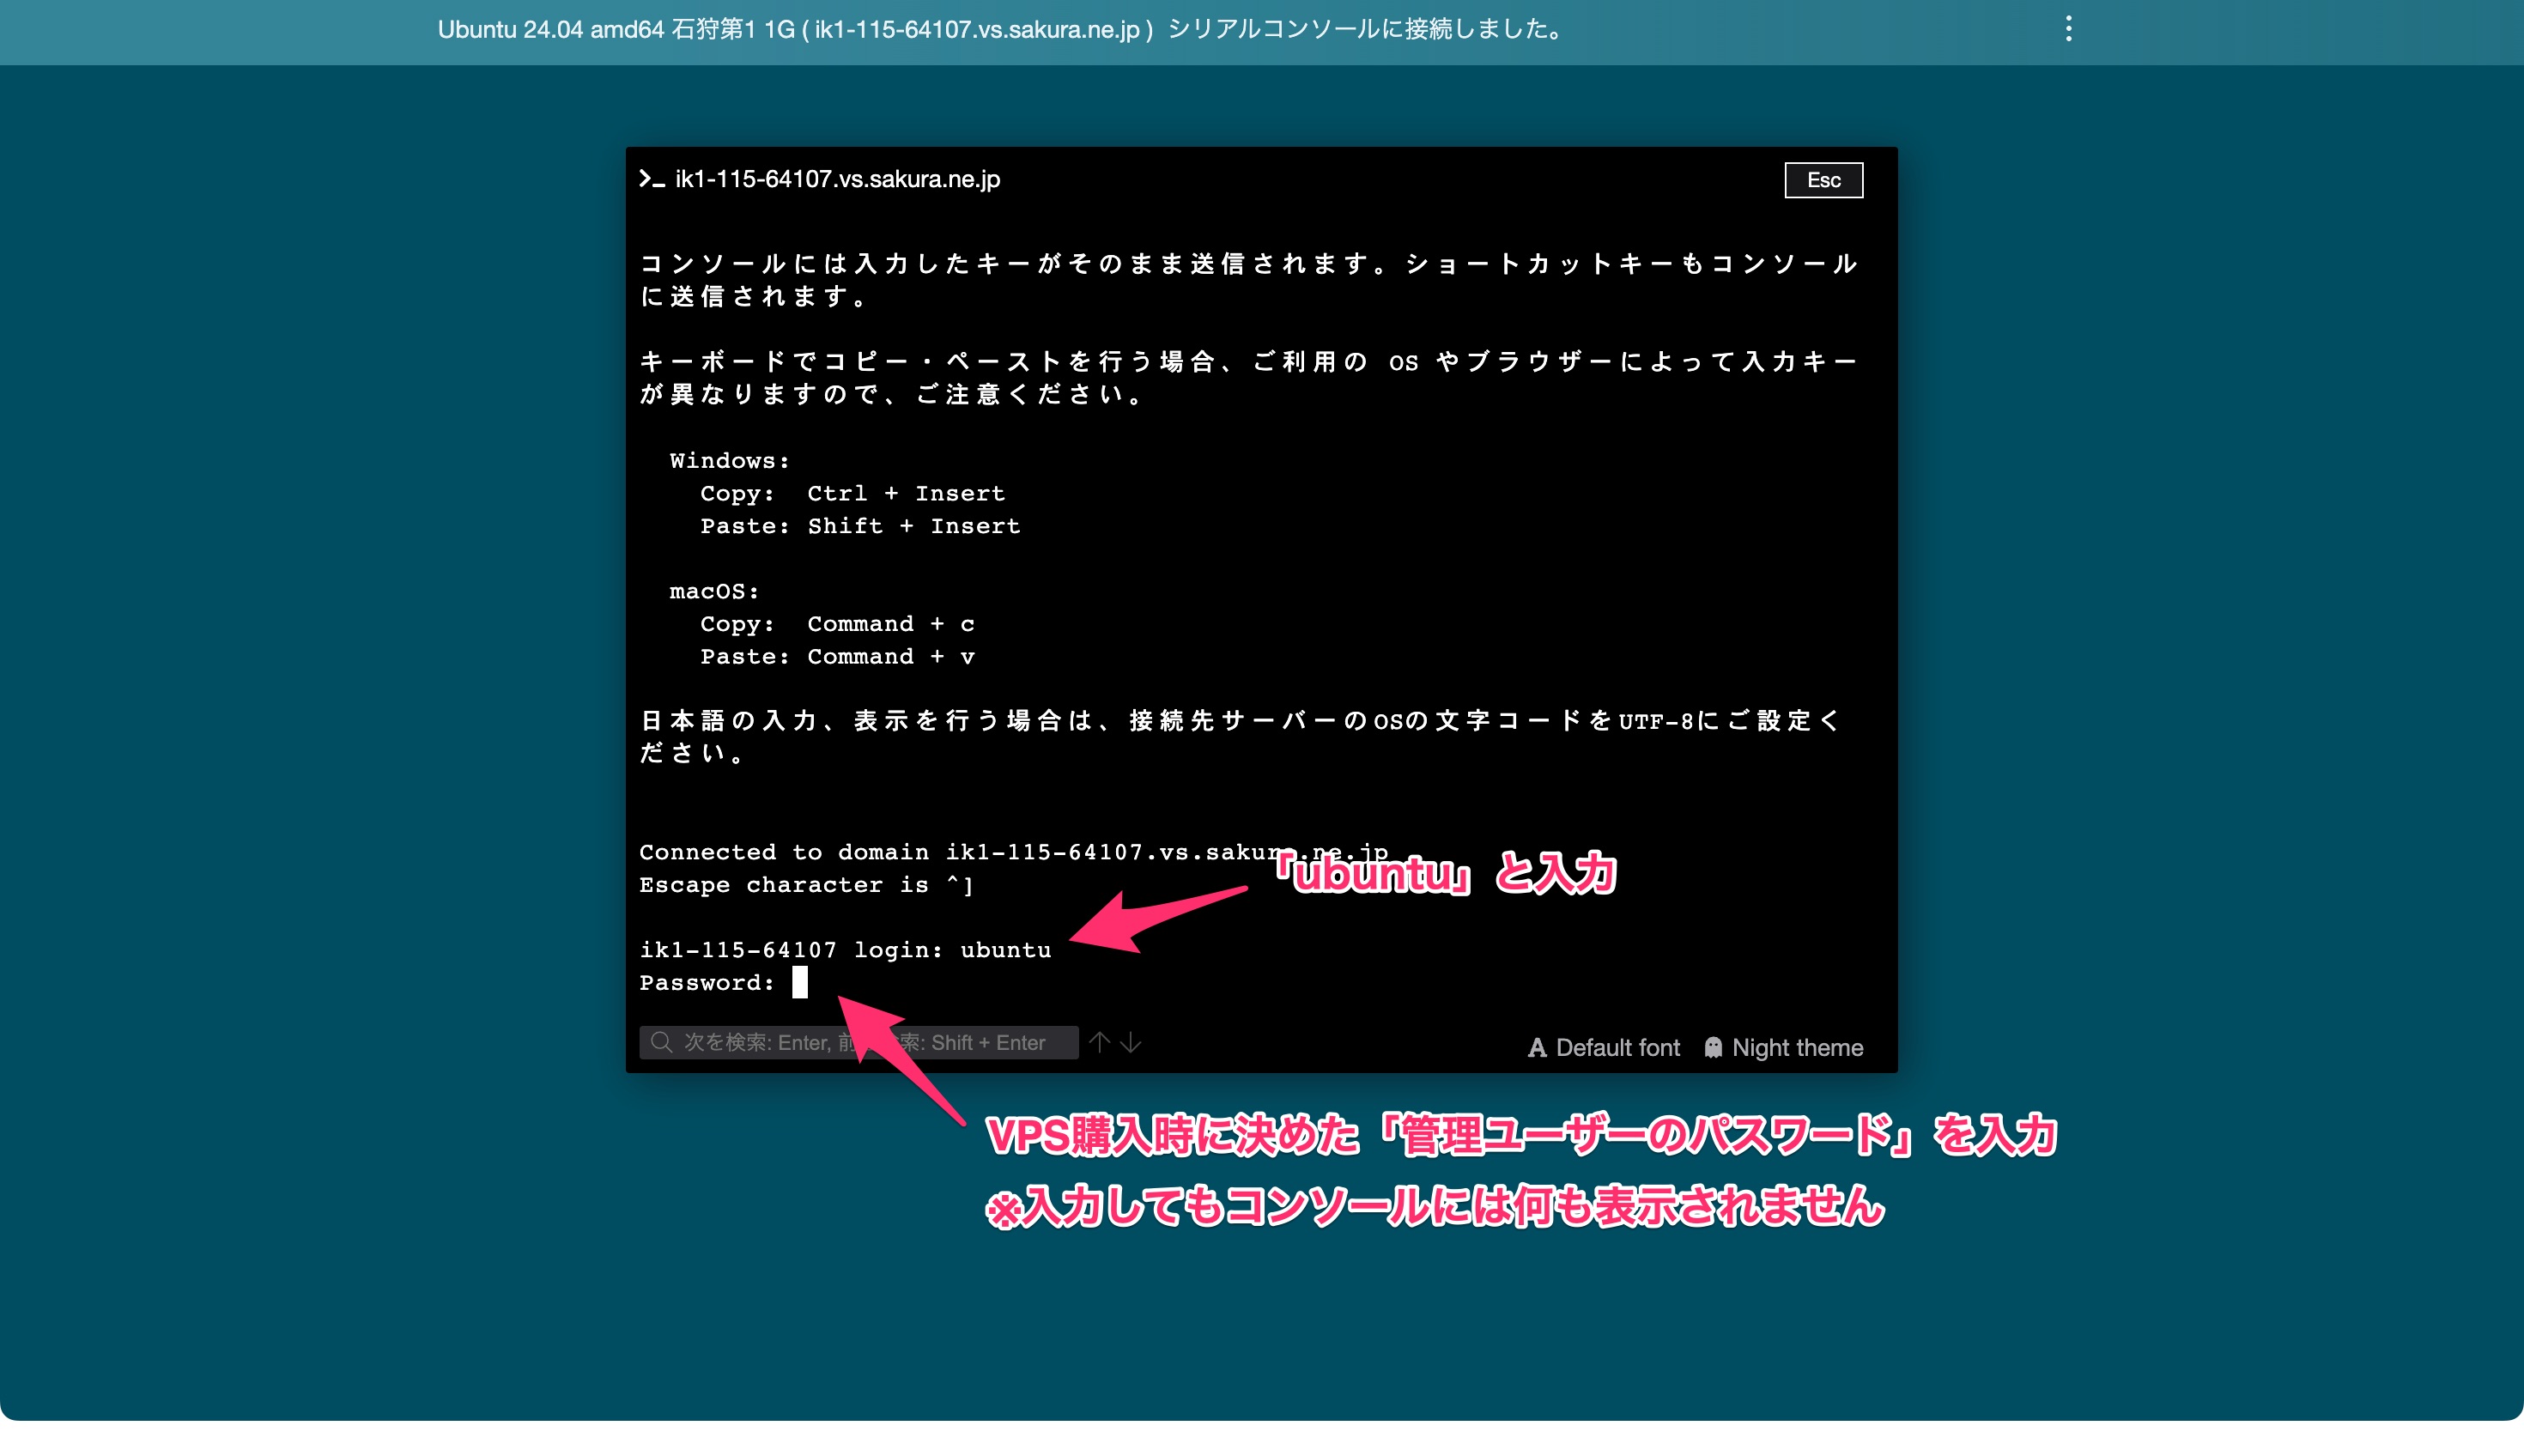 Ubuntu 24.04 amd64 石狩第1 1G ( ik1-115-64107.vs.sakura.ne.jp ) シリアルコンソールに接続しました。
ik1-115-64107.vs.sakura.ne.jp
Esc
コンソールには入力したキーがそのまま送信されます。ショートカットキーもコンソール
に送信されます。
キーボードでコピー・ペーストを行う場合、ご利用の OS やブラウザーによって入力キー
が異なりますので、ご注意ください。
Windows:
Copy: Ctrl + Insert
Paste: Shift + Insert
macOS:
Copy: Command + c
Paste: Command + v
日本語の入力、表示を行う場合は、接続先サーバーのOSの文字コードをUTF-8にご設定く
ださい。
Connected to domain ik1-115-64107.vs.sakura.ne.jp
「ubuntu」と入力
Escape character is ^]
ik1-115-64107 login: ubuntu
Password:
次を検索: Enter, 前 索: Shift + Enter
Default font Night theme
VPS購入時に決めた「管理ユーザーのパスワード」を入力
※入力してもコンソールには何も表示されません